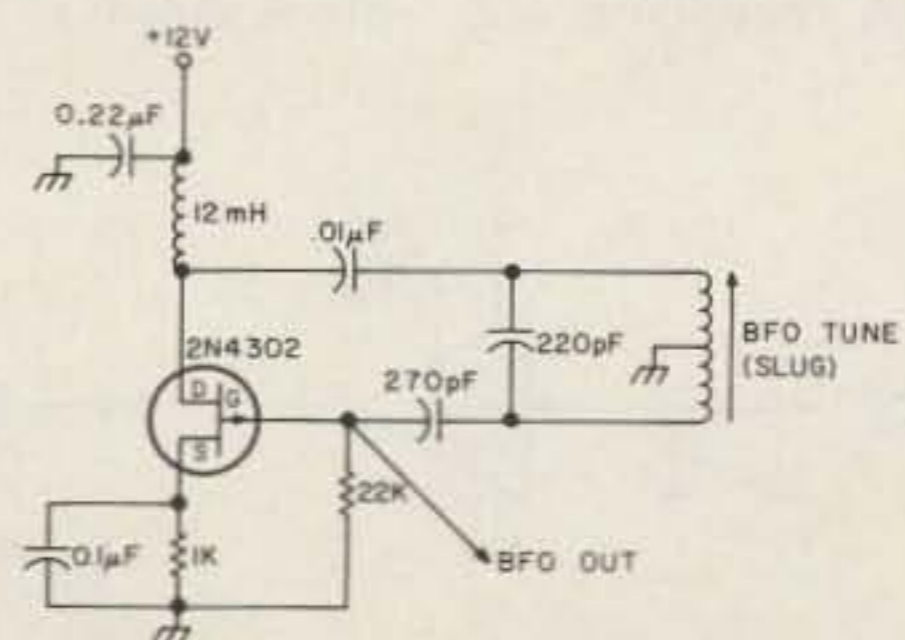 +12V
0.22µF
12mH
.01µF
2N4302
D
G
S
270pF
220pF
BFO TUNE
(SLUG)
22K
0.1µF
1K
BFO OUT